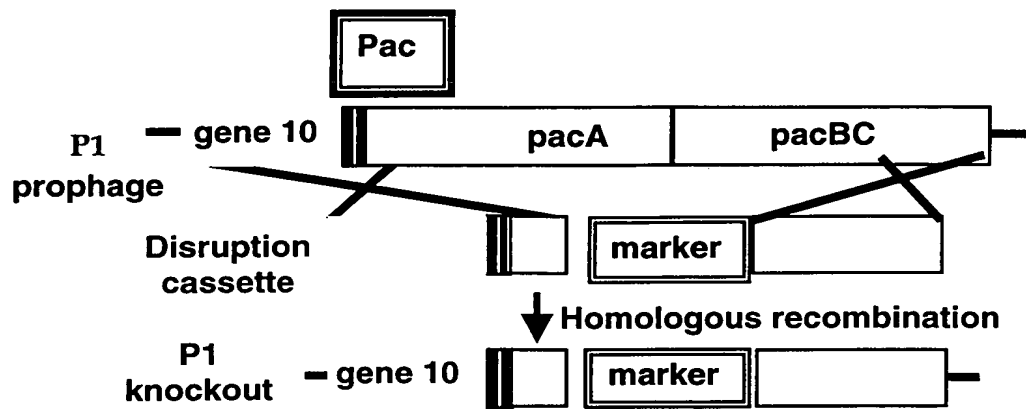 Pac
P1 prophage
gene 10
pacA
pacBC
Disruption cassette
marker
Homologous recombination
P1 knockout
gene 10
marker